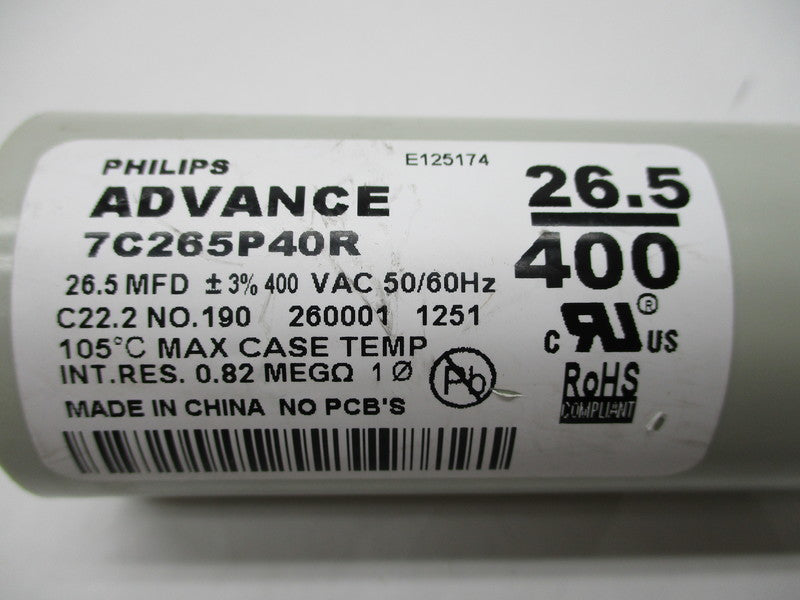 PHILIPS
E125174
ADVANCE
7C265P40R
26.5
400
26.5 MFD ± 3% 400 VAC 50/60Hz
C22.2 NO.190 260001 1251
105°C MAX CASE TEMP
INT.RES. 0.82 MEGΩ 1 Ø
Pb
MADE IN CHINA NO PCB'S
C RU ® US
RoHS
COMPLIANT